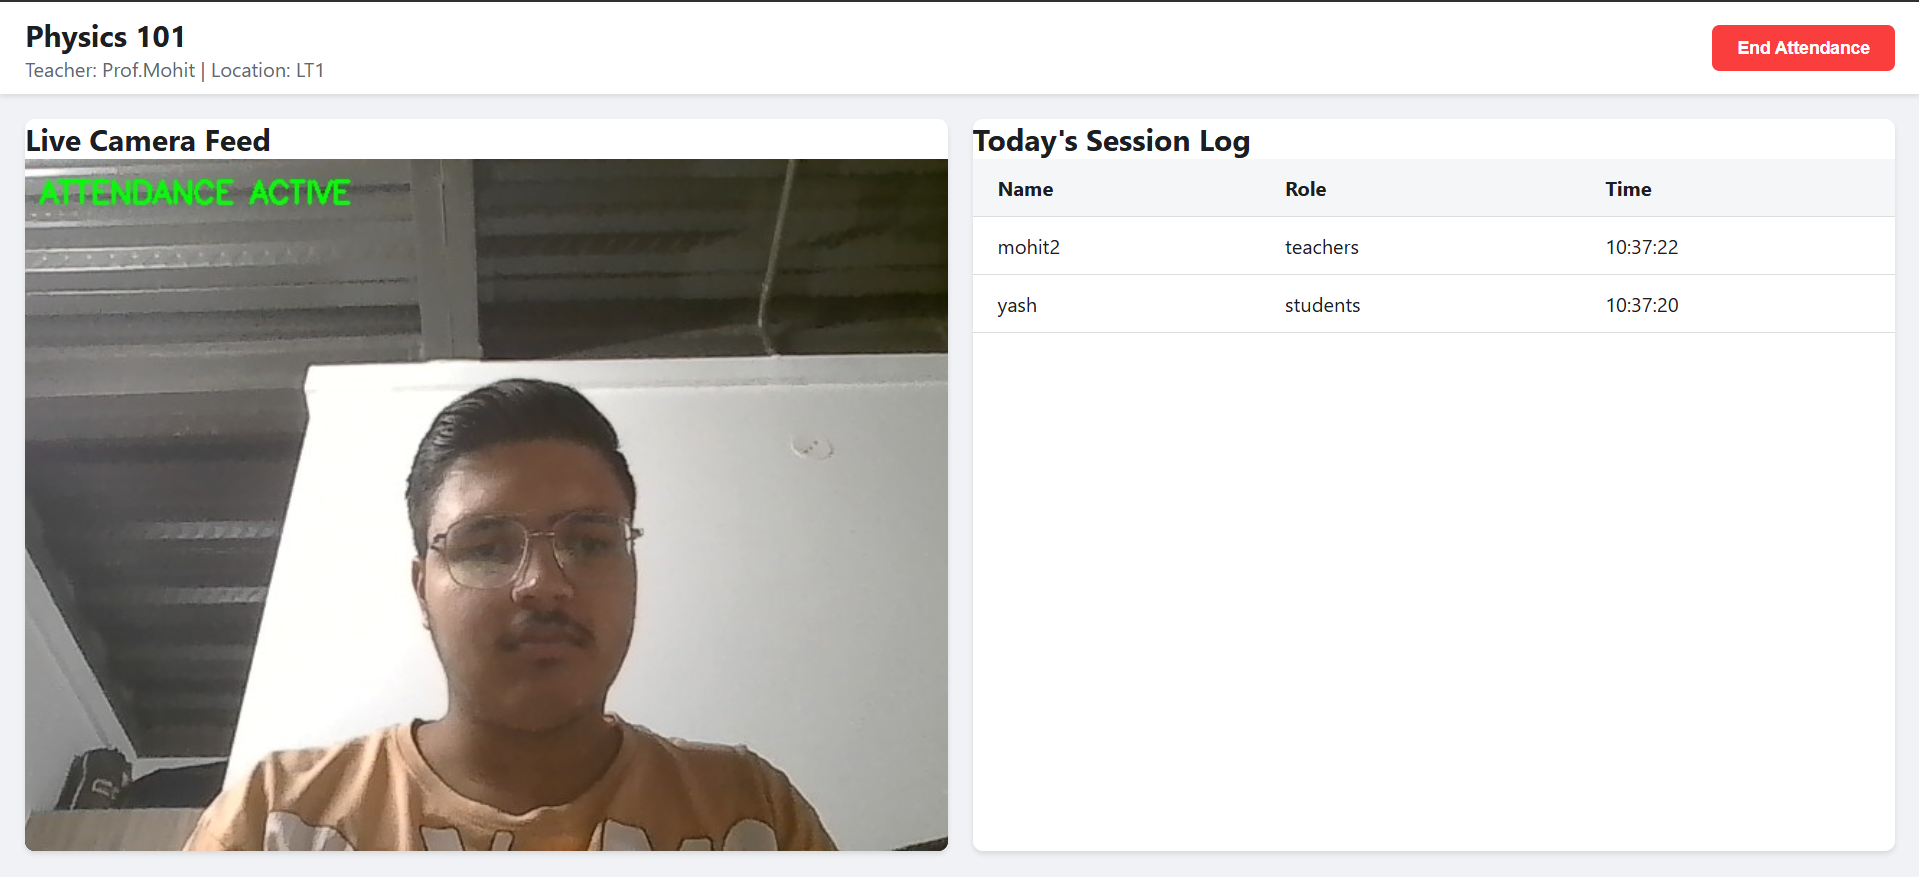 Physics 101
Teacher: Prof.Mohit | Location: LT1
End Attendance
Live Camera Feed
ATTENDANCE ACTIVE
Today's Session Log
Name Role Time
mohit2 teachers 10:37:22
yash students 10:37:20